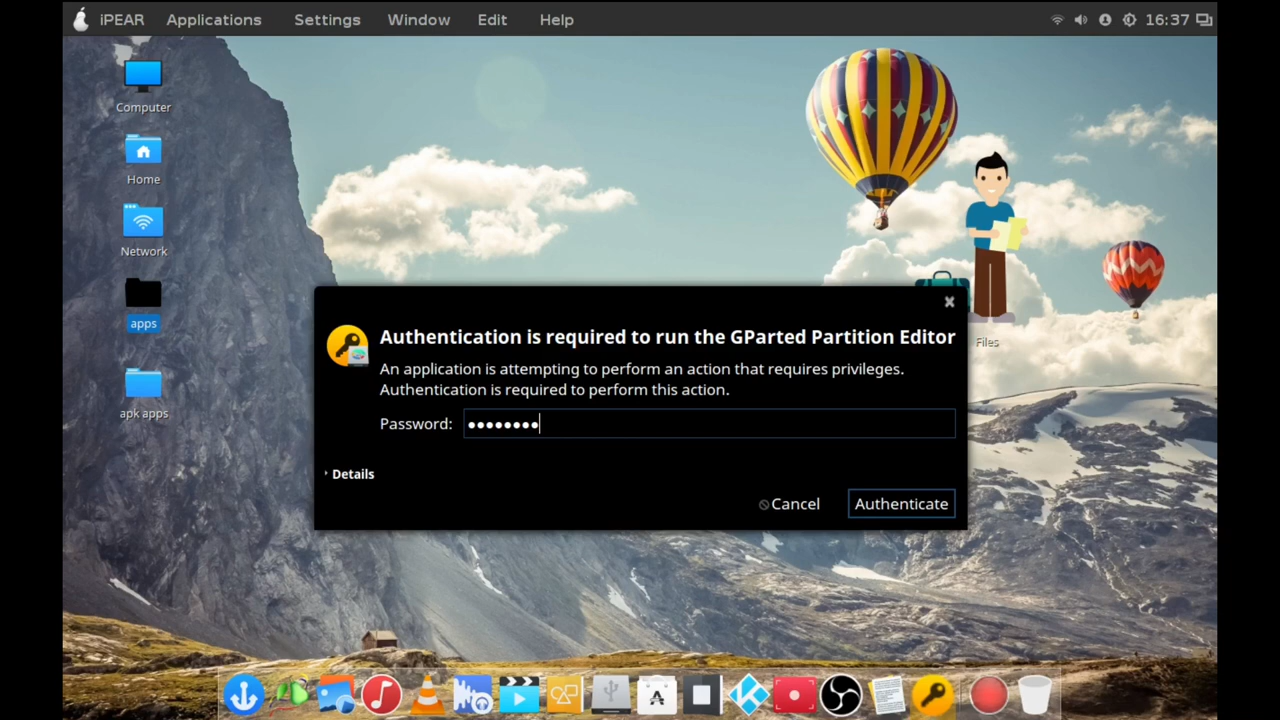 iPEAR Applications Settings Window Edit Help 16:37
Computer
Home
Network
apps
apk apps
Files
Authentication is required to run the GParted Partition Editor
An application is attempting to perform an action that requires privileges.
Authentication is required to perform this action.
Password: ●●●●●●●●
Details
Cancel Authenticate